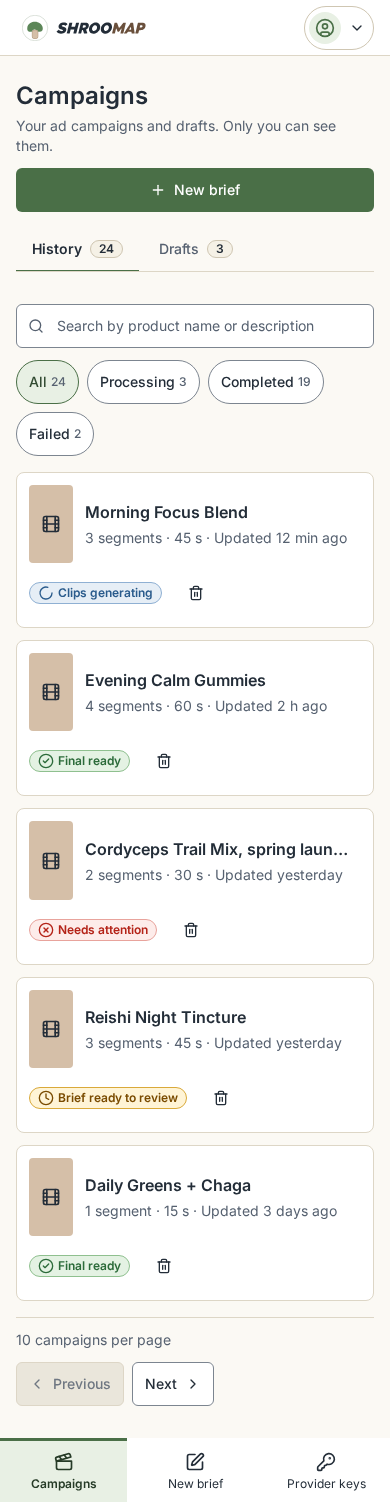 SHROOMAP
Campaigns
Your ad campaigns and drafts. Only you can see
them.
New brief
History 24 Drafts 3
Search by product name or description
All 24 Processing 3 Completed 19
Failed 2
Morning Focus Blend
3 segments · 45 s · Updated 12 min ago
Clips generating
Evening Calm Gummies
4 segments · 60 s · Updated 2 h ago
Final ready
Cordyceps Trail Mix, spring laun…
2 segments · 30 s · Updated yesterday
Needs attention
Reishi Night Tincture
3 segments · 45 s · Updated yesterday
Brief ready to review
Daily Greens + Chaga
1 segment · 15 s · Updated 3 days ago
Final ready
10 campaigns per page
Previous Next
Campaigns New brief Provider keys